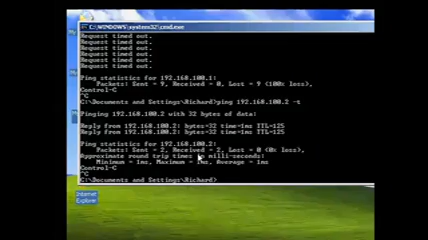 C:\WINDOWS\system32\cmd.exe
Request timed out.
Request timed out.
Request timed out.
Request timed out.
Request timed out.
Request timed out.
Ping statistics for 192.168.100.1:
Packets: Sent = 9, Received = 0, Lost = 9 (100% loss),
Control-C
^C
C:\Documents and Settings\Richard>ping 192.168.100.2 -t
Pinging 192.168.100.2 with 32 bytes of data:
Reply from 192.168.100.2: bytes=32 time=1ms TTL=125
Reply from 192.168.100.2: bytes=32 time=1ms TTL=125
Ping statistics for 192.168.100.2:
Packets: Sent = 2, Received = 2, Lost = 0 (0% loss),
Approximate round trip times in milli-seconds:
Minimum = 1ms, Maximum = 1ms, Average = 1ms
Control-C
^C
C:\Documents and Settings\Richard>
Internet
Explorer